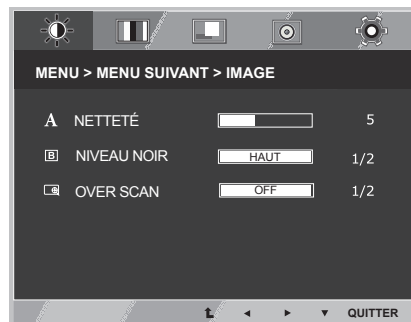 MENU > MENU SUIVANT > IMAGE
A NETTETÉ 5
B NIVEAU NOIR HAUT 1/2
OVER SCAN OFF 1/2
QUITTER